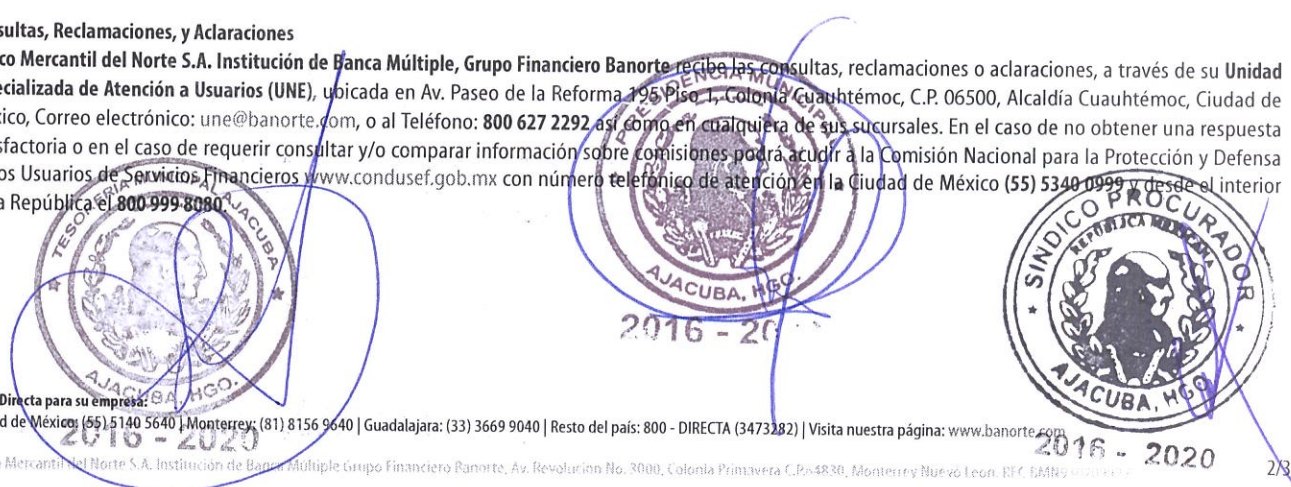 sultas, Reclamaciones, y Aclaraciones
co Mercantil del Norte S.A. Institución de Banca Múltiple, Grupo Financiero Banorte recibe las consultas, reclamaciones o aclaraciones, a través de su Unidad
ecializada de Atención a Usuarios (UNE), ubicada en Av. Paseo de la Reforma 195 Piso 1, Colonia Cuauhtémoc, C.P. 06500, Alcaldía Cuauhtémoc, Ciudad de
ico, Correo electrónico: une@banorte.com, o al Teléfono: 800 627 2292 así como en cualquiera de sus sucursales. En el caso de no obtener una respuesta
sfactoria o en el caso de requerir consultar y/o comparar información sobre comisiones podrá acudir a la Comisión Nacional para la Protección y Defensa
os Usuarios de Servicios Financieros www.condusef.gob.mx con número telefónico de atención en la Ciudad de México (55) 5340 0999 y desde el interior
a República el 800 999 8080.
PRESIDENCIA MUNICIPAL
AJACUBA, HGO.
2016 - 20
TESORERIA MUNICIPAL AJACUBA
AJACUBA, HGO.
2016 - 2020
SINDICO PROCURADOR
REPÚBLICA MEXICANA
AJACUBA, HGO.
2016 - 2020
Directa para su empresa:
d de México: (55) 5140 5640 | Monterrey: (81) 8156 9640 | Guadalajara: (33) 3669 9040 | Resto del país: 800 - DIRECTA (3473282) | Visita nuestra página: www.banorte.com
Mercantil del Norte S.A. Institución de Banca Múltiple Grupo Financiero Banorte, Av. Revolución No. 3000, Colonia Primavera C.P. 64830, Monterrey Nuevo León. RFC
2/3